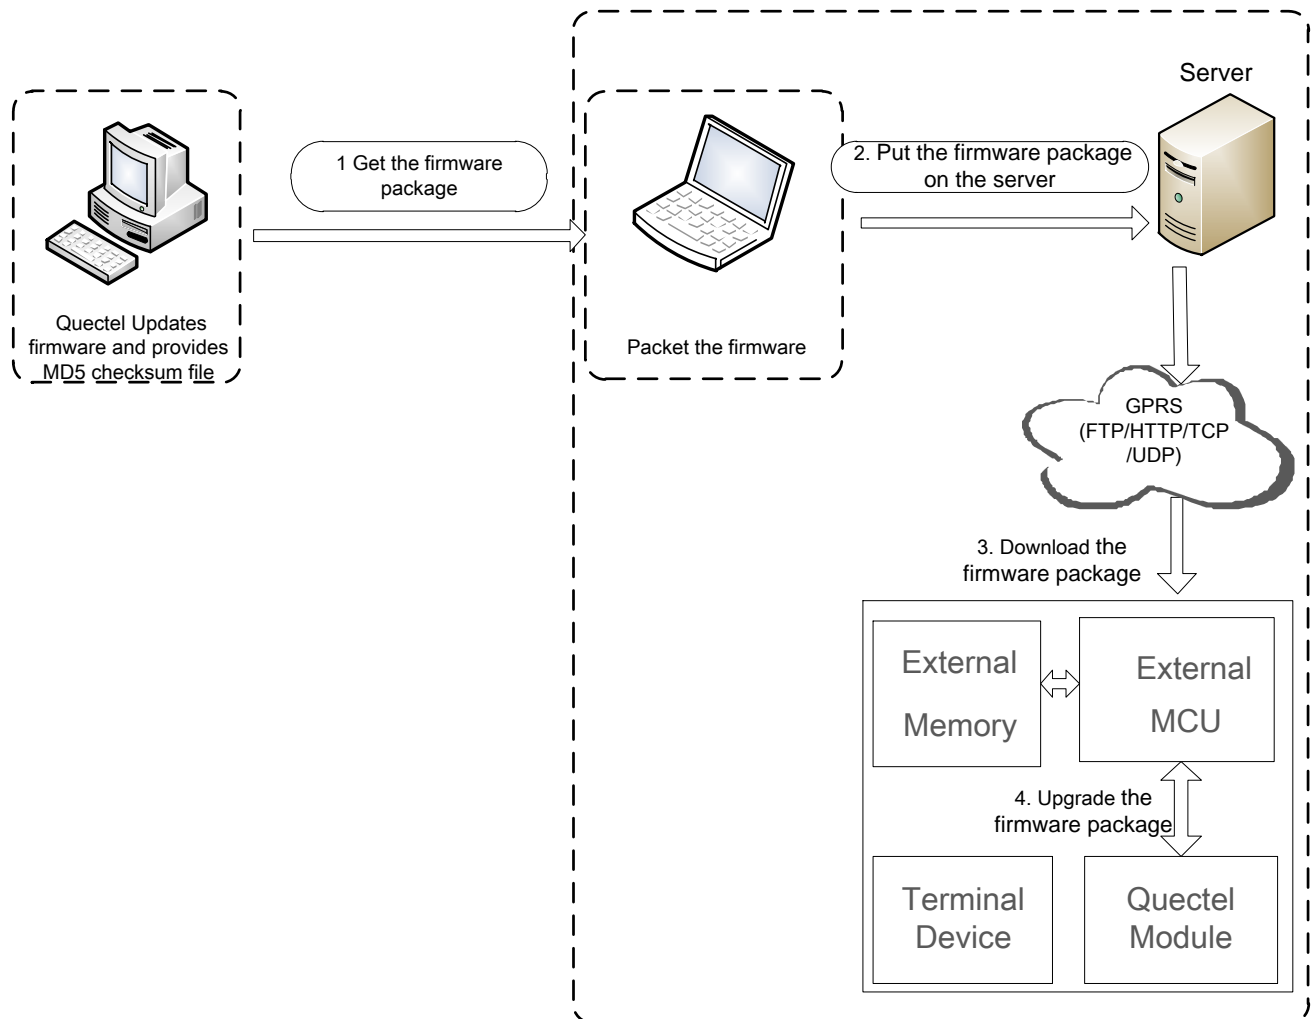 Server
1 Get the firmware
package
2. Put the firmware package
on the server
Quectel Updates
firmware and provides
MD5 checksum file
Packet the firmware
GPRS
(FTP/HTTP/TCP
/UDP)
3. Download the
firmware package
External
Memory
External
MCU
4. Upgrade the
firmware package
Terminal
Device
Quectel
Module